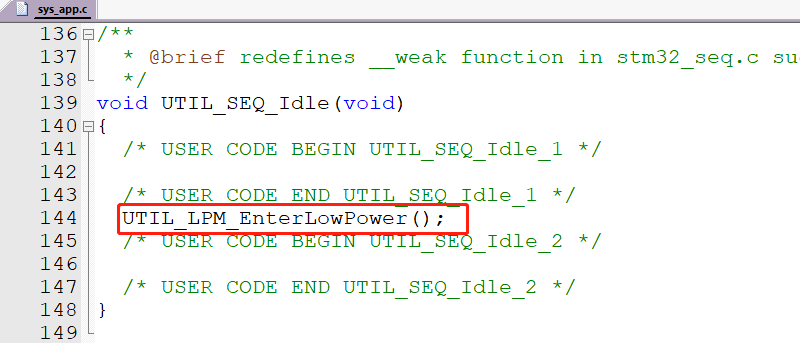 sys_app.c
136 /**
137 * @brief redefines __weak function in stm32_seq.c
138 */
139 void UTIL_SEQ_Idle(void)
140 {
141 /* USER CODE BEGIN UTIL_SEQ_Idle_1 */
142
143 /* USER CODE END UTIL_SEQ_Idle_1 */
144 UTIL_LPM_EnterLowPower();
145 /* USER CODE BEGIN UTIL_SEQ_Idle_2 */
146
147 /* USER CODE END UTIL_SEQ_Idle_2 */
148 }
149